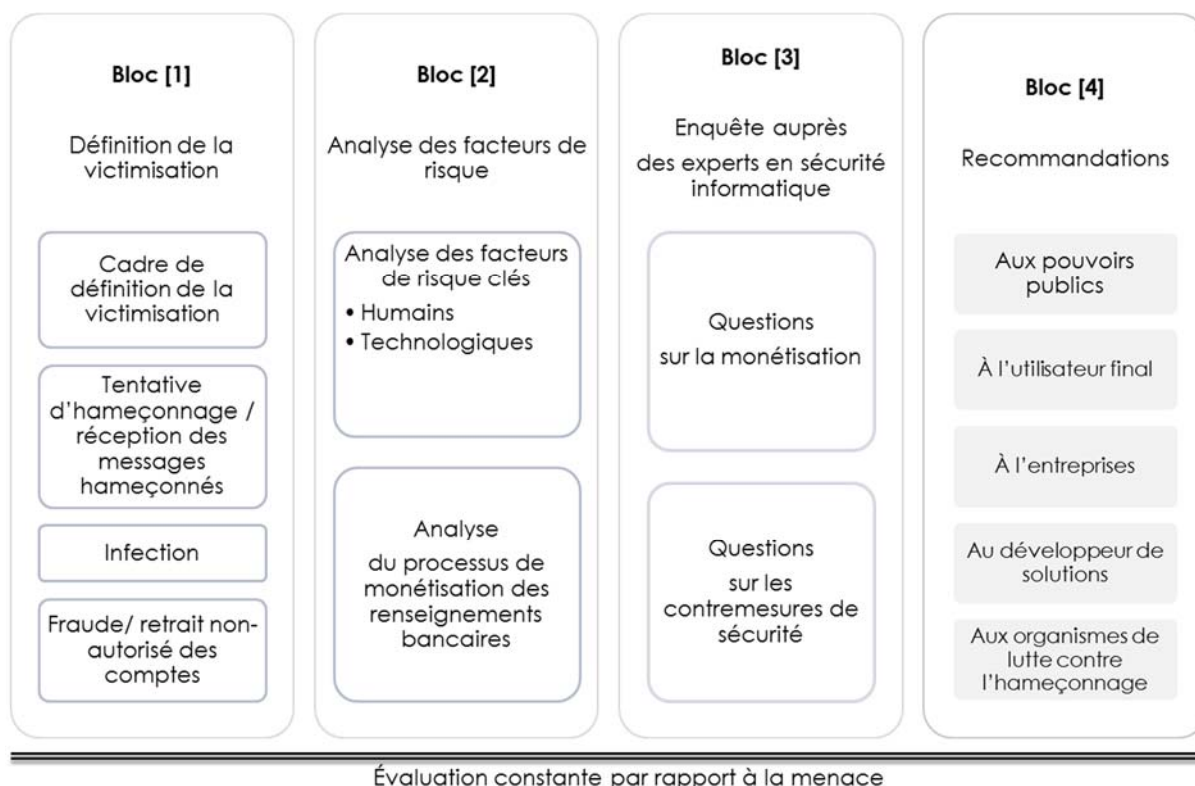 Bloc [1]
Définition de la
victimisation
Cadre de
définition de la
victimisation
Tentative
d'hameçonnage /
réception des
messages
hameçonnés
Infection
Fraude/ retrait non-
autorisé des
comptes
Bloc [2]
Analyse des facteurs de
risque
Analyse des facteurs
de risque clés
• Humains
• Technologiques
Analyse
du processus de
monétisation des
renseignements
bancaires
Bloc [3]
Enquête auprès
des experts en sécurité
informatique
Questions
sur la monétisation
Questions
sur les
contremesures de
sécurité
Bloc [4]
Recommandations
Aux pouvoirs
publics
À l'utilisateur final
À l'entreprises
Au développeur de
solutions
Aux organismes de
lutte contre
l'hameçonnage
Évaluation constante par rapport à la menace